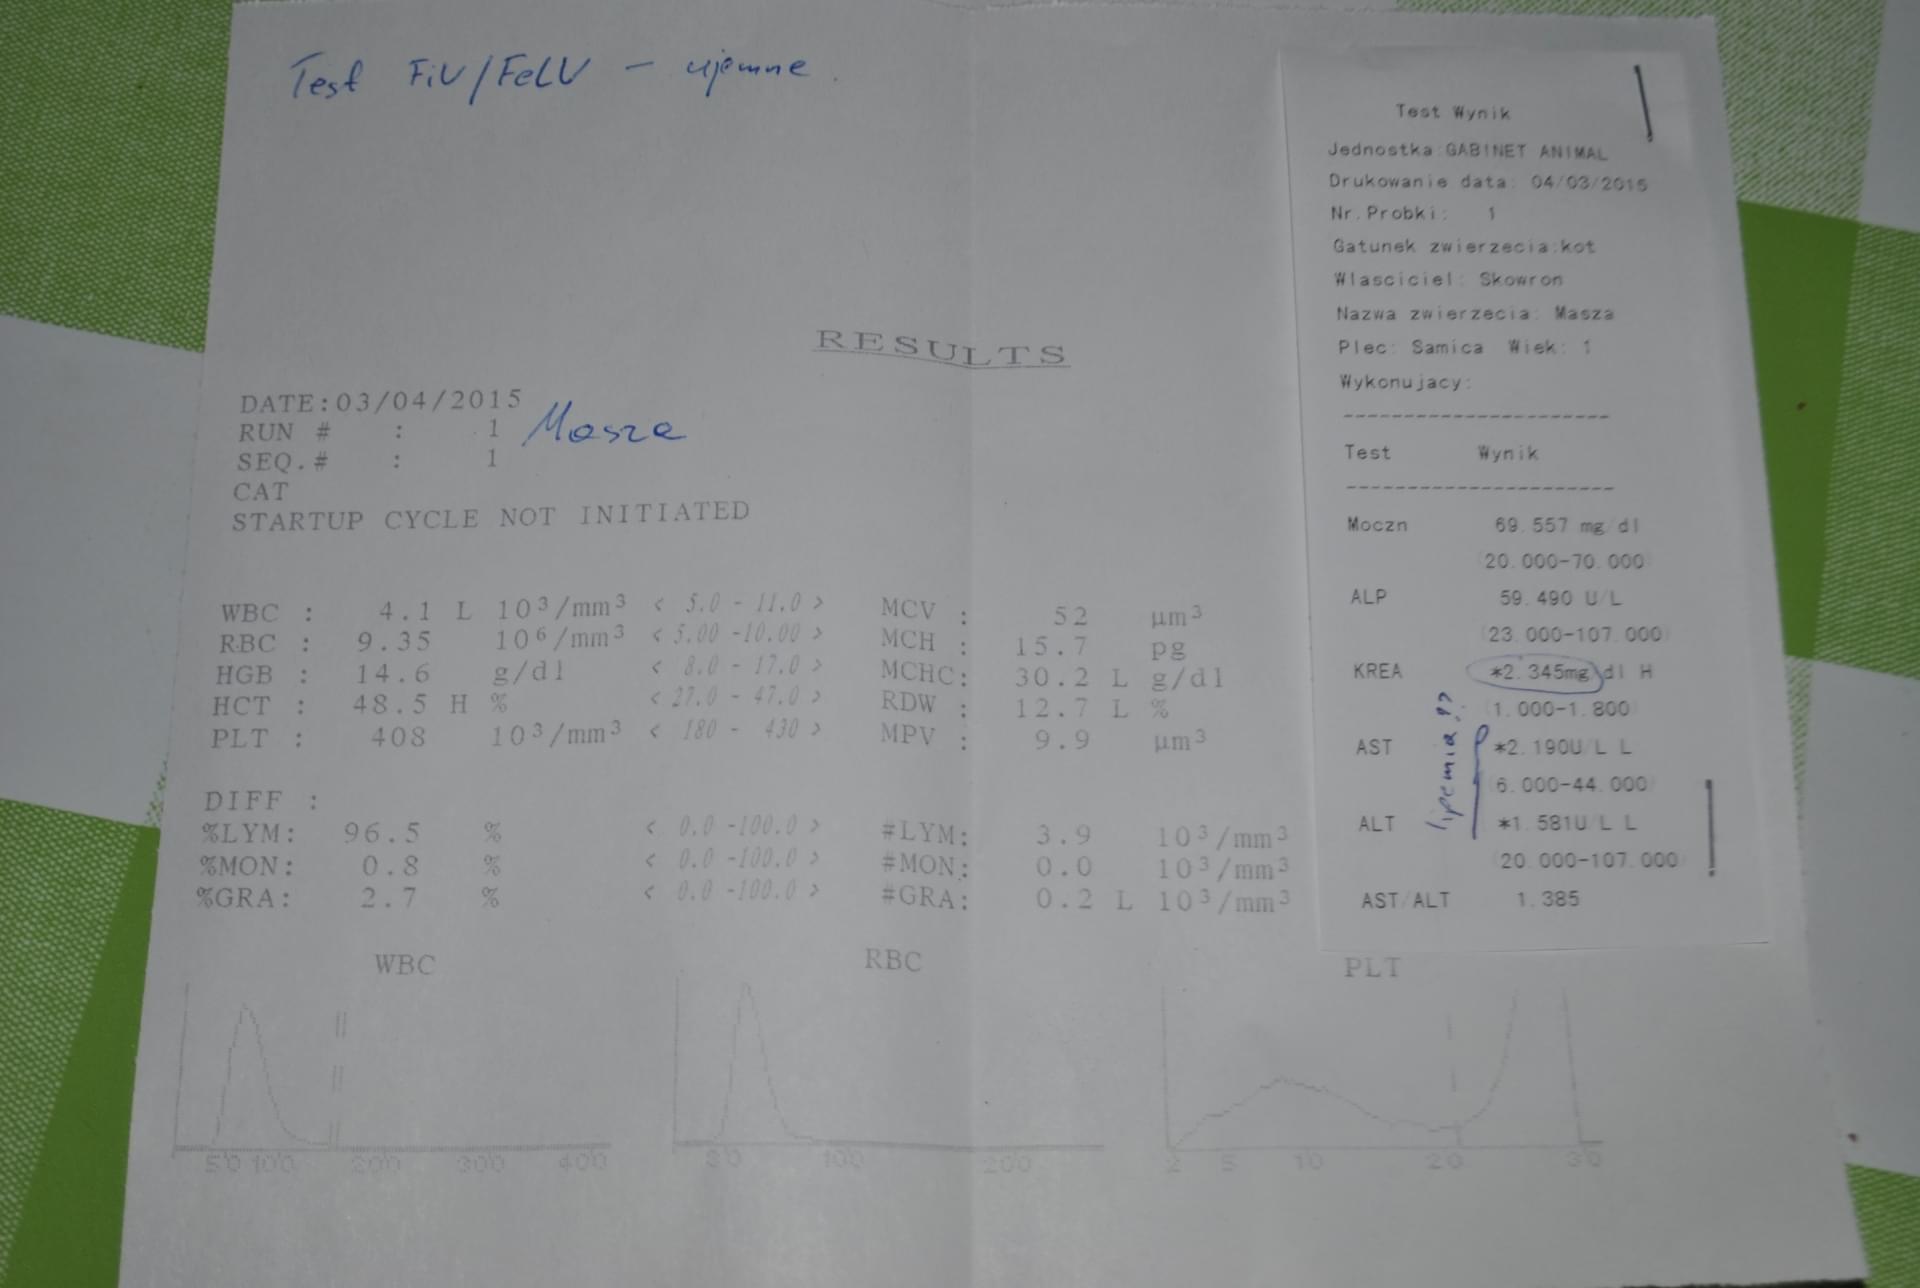 Test FiV/FeLV - ujemne.
RESULTS
DATE:03/04/2015
RUN # : 1 Masza
SEQ.# : 1
CAT
STARTUP CYCLE NOT INITIATED
WBC : 4.1 L 10³/mm³ < 5.0 - 11.0 > MCV : 52 µm³
RBC : 9.35 10⁶/mm³ < 5.00 -10.00 > MCH : 15.7 pg
HGB : 14.6 g/dl < 8.0 - 17.0 > MCHC: 30.2 L g/dl
HCT : 48.5 H % < 27.0 - 47.0 > RDW : 12.7 L %
PLT : 408 10³/mm³ < 180 - 430 > MPV : 9.9 µm³
DIFF :
%LYM: 96.5 % < 0.0 -100.0 > #LYM: 3.9 10³/mm³
%MON: 0.8 % < 0.0 -100.0 > #MON: 0.0 10³/mm³
%GRA: 2.7 % < 0.0 -100.0 > #GRA: 0.2 L 10³/mm³
WBC RBC PLT
50 100 200 300 400
30 100 200
2 5 10 20 30
Test Wynik
Jednostka:GABINET ANIMAL
Drukowanie data: 04/03/2015
Nr.Probki: 1
Gatunek zwierzecia:kot
Wlasciciel: Skowron
Nazwa zwierzecia: Masza
Plec: Samica Wiek: 1
Wykonujacy:
----------------------
Test Wynik
----------------------
Moczn 69.557 mg/dl
(20.000-70.000)
ALP 59.490 U/L
(23.000-107.000)
KREA *2.345mg/dl H
(1.000-1.800)
AST *2.190U/L L
(6.000-44.000)
ALT *1.581U/L L
(20.000-107.000)
AST/ALT 1.385
lipemia ??